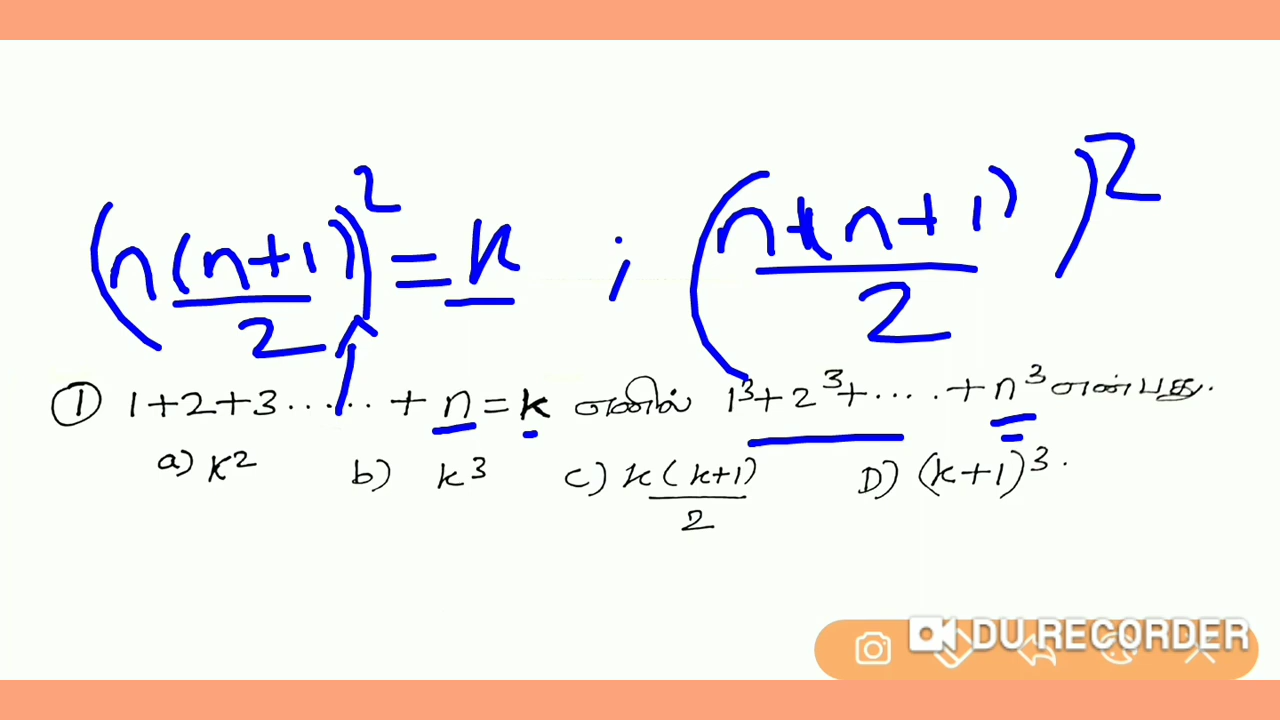 (n(n+1)/2)² = k ; (n+(n+1)/2)²
① 1+2+3......+ n = k எனில் 1³+2³+....+n³ என்பது.
a) k² b) k³ c) k(k+1)/2 D) (k+1)³.
DU RECORDER